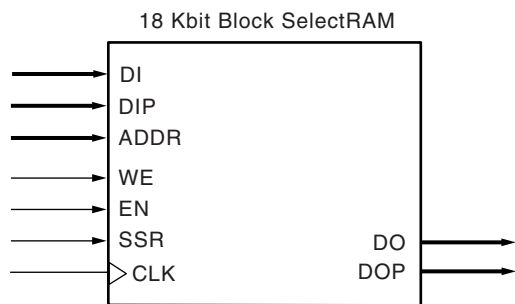 18 Kbit Block SelectRAM
DI
DIP
ADDR
WE
EN
SSR
CLK
DO
DOP